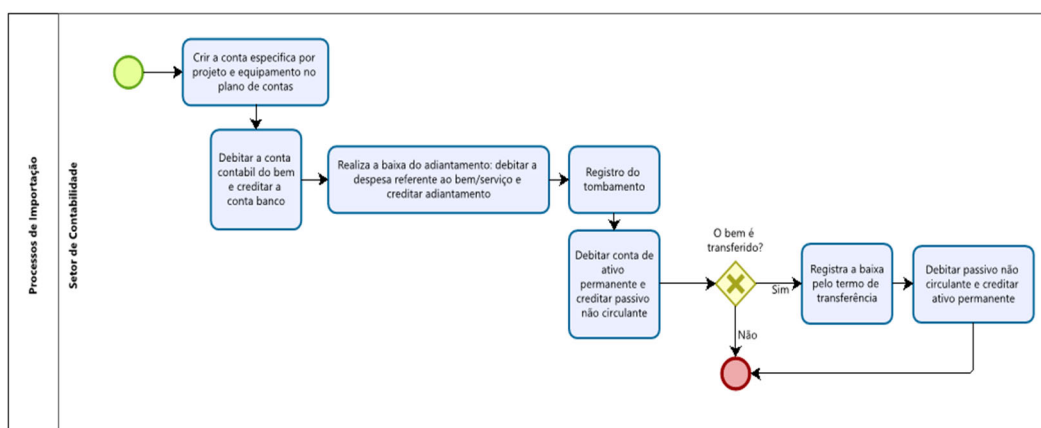 Processos de Importação
Setor de Contabilidade
Crir a conta especifica por
projeto e equipamento no
plano de contas
Debitar a conta
contabil do bem
e creditar a
conta banco
Realiza a baixa do adiantamento: debitar a
despesa referente ao bem/serviço e
creditar adiantamento
Registro do
tombamento
Debitar conta de
ativo
permanente e
creditar passivo
não circulante
O bem é
transferido?
Sim
Não
Registra a baixa
pelo termo de
transferência
Debitar passivo não
circulante e creditar
ativo permanente